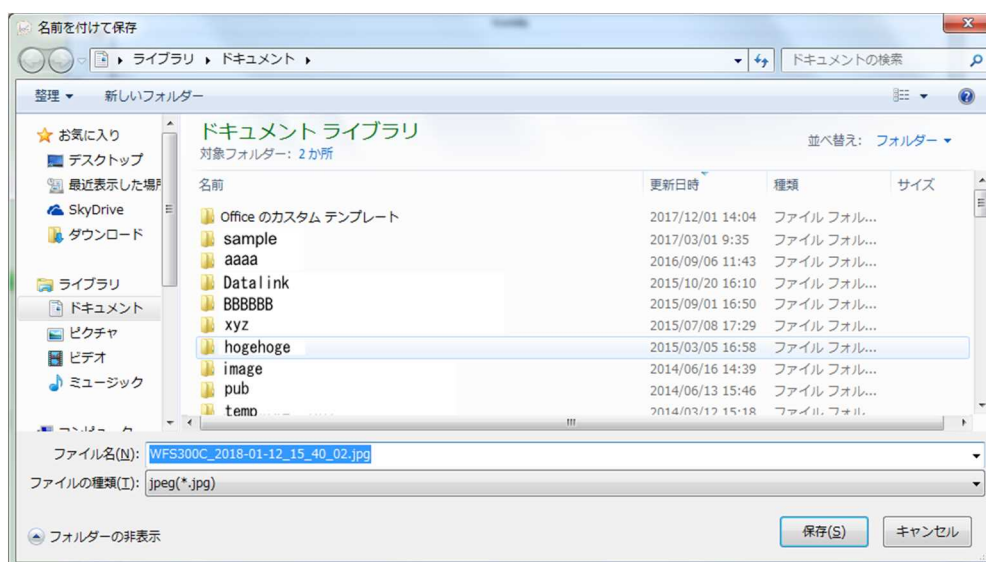 名前を付けて保存
ライブラリ ▸ ドキュメント ▸
ドキュメントの検索
整理 ▼ 新しいフォルダー
お気に入り
デスクトップ
最近表示した場所
SkyDrive
ダウンロード
ライブラリ
ドキュメント
ピクチャ
ビデオ
ミュージック
ドキュメント ライブラリ
対象フォルダー: 2 か所
並べ替え: フォルダー ▼
名前 更新日時 種類 サイズ
Office のカスタム テンプレート 2017/12/01 14:04 ファイル フォル...
sample 2017/03/01 9:35 ファイル フォル...
aaaa 2016/09/06 11:43 ファイル フォル...
Datalink 2015/10/20 16:10 ファイル フォル...
BBBBBB 2015/09/01 16:50 ファイル フォル...
xyz 2015/07/08 17:29 ファイル フォル...
hogehoge 2015/03/05 16:58 ファイル フォル...
image 2014/06/16 14:39 ファイル フォル...
pub 2014/06/13 15:46 ファイル フォル...
temp 2014/03/12 15:18 ファイル フォル...
ファイル名(N): WFS300C_2018-01-12_15_40_02.jpg
ファイルの種類(T): jpeg(*.jpg)
フォルダーの非表示
保存(S) キャンセル